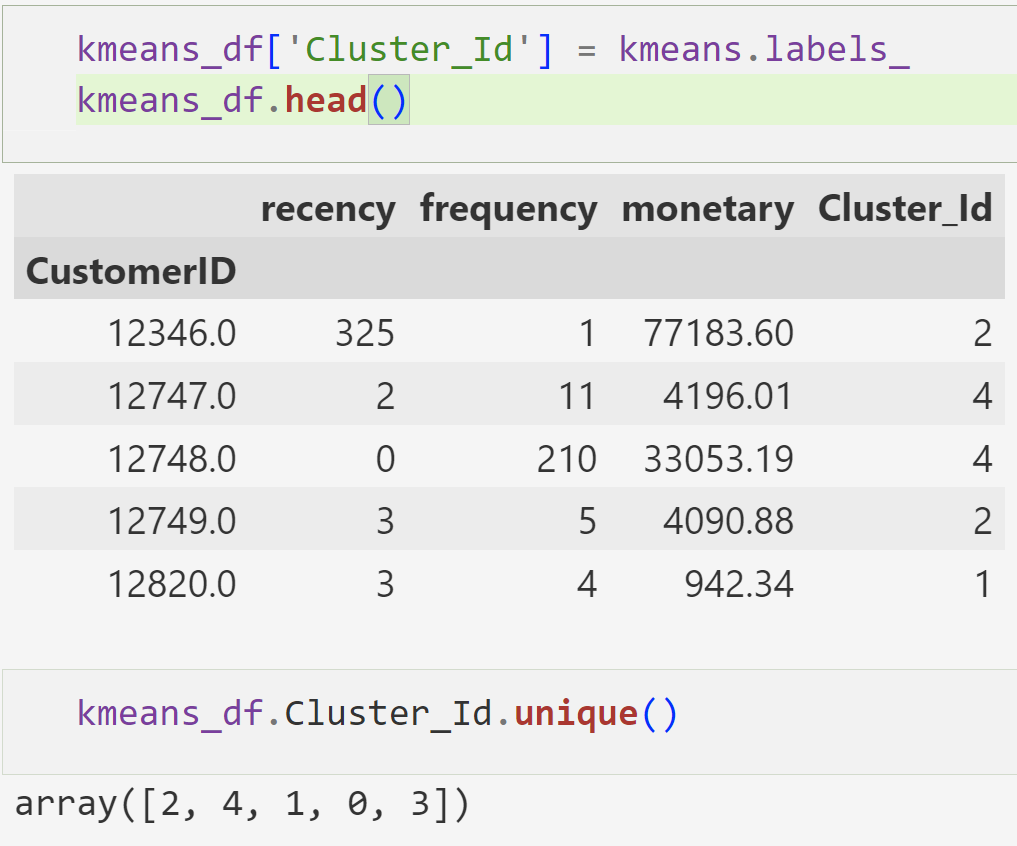 kmeans_df['Cluster_Id'] = kmeans.labels_
kmeans_df.head()
recency frequency monetary Cluster_Id
CustomerID
12346.0 325 1 77183.60 2
12747.0 2 11 4196.01 4
12748.0 0 210 33053.19 4
12749.0 3 5 4090.88 2
12820.0 3 4 942.34 1
kmeans_df.Cluster_Id.unique()
array([2, 4, 1, 0, 3])